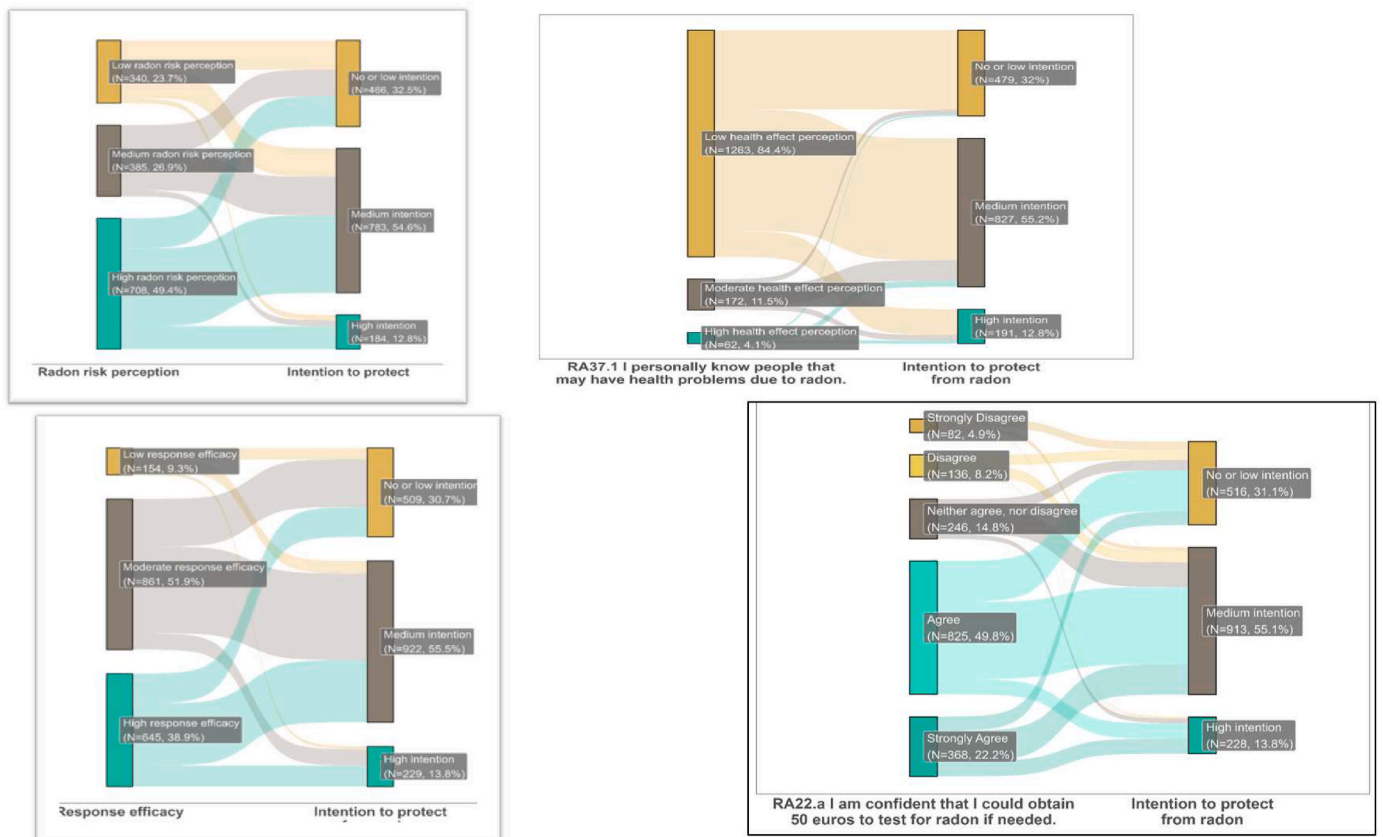 Low radon risk perception
(N=340, 23.7%)
Medium radon risk perception
(N=385, 26.9%)
High radon risk perception
(N=708, 49.4%)
No or low intention
(N=466, 32.5%)
Medium intention
(N=783, 54.6%)
High intention
(N=184, 12.8%)
Radon risk perception
Intention to protect
Low health effect perception
(N=1263, 84.4%)
Moderate health effect perception
(N=172, 11.5%)
High health effect perception
(N=62, 4.1%)
No or low intention
(N=479, 32%)
Medium intention
(N=827, 55.2%)
High intention
(N=191, 12.8%)
RA37.1 I personally know people that
may have health problems due to radon.
Intention to protect
from radon
Low response efficacy
(N=154, 9.3%)
Moderate response efficacy
(N=861, 51.9%)
High response efficacy
(N=645, 38.9%)
No or low intention
(N=509, 30.7%)
Medium intention
(N=922, 55.5%)
High intention
(N=229, 13.8%)
Response efficacy
Intention to protect
Strongly Disagree
(N=82, 4.9%)
Disagree
(N=136, 8.2%)
Neither agree, nor disagree
(N=246, 14.8%)
Agree
(N=825, 49.8%)
Strongly Agree
(N=368, 22.2%)
No or low intention
(N=516, 31.1%)
Medium intention
(N=913, 55.1%)
High intention
(N=228, 13.8%)
RA22.a I am confident that I could obtain
50 euros to test for radon if needed.
Intention to protect
from radon